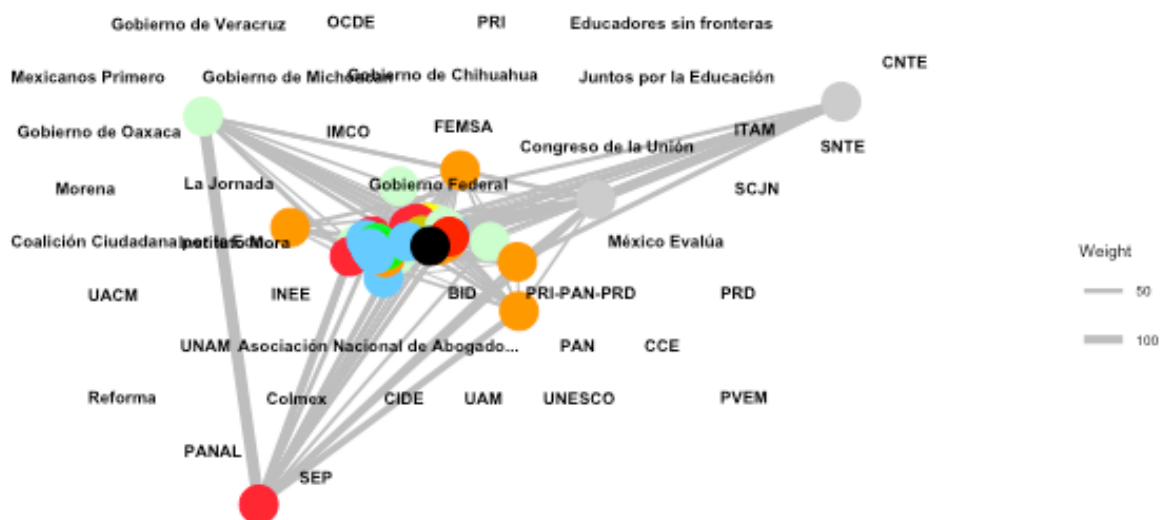 Gobierno de Veracruz OCDE PRI Educadores sin fronteras
CNTE
Mexicanos Primero Gobierno de Michoacan Gobierno de Chihuahua Juntos por la Educación
Gobierno de Oaxaca IMCO FEMSA ITAM
Congreso de la Unión SNTE
Morena La Jornada Gobierno Federal SCJN
Coalición Ciudadana Instituto Mora México Evalúa
Weight
UACM INEE BID PRI-PAN-PRD PRD
50
100
UNAM Asociación Nacional de Abogado... PAN CCE
Reforma Colmex CIDE UAM UNESCO PVEM
PANAL
SEP